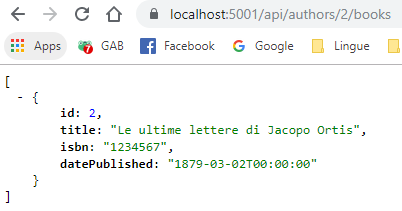 localhost:5001/api/authors/2/books
Apps GAB Facebook Google Lingue
[
- {
id: 2,
title: "Le ultime lettere di Jacopo Ortis",
isbn: "1234567",
datePublished: "1879-03-02T00:00:00"
}
]